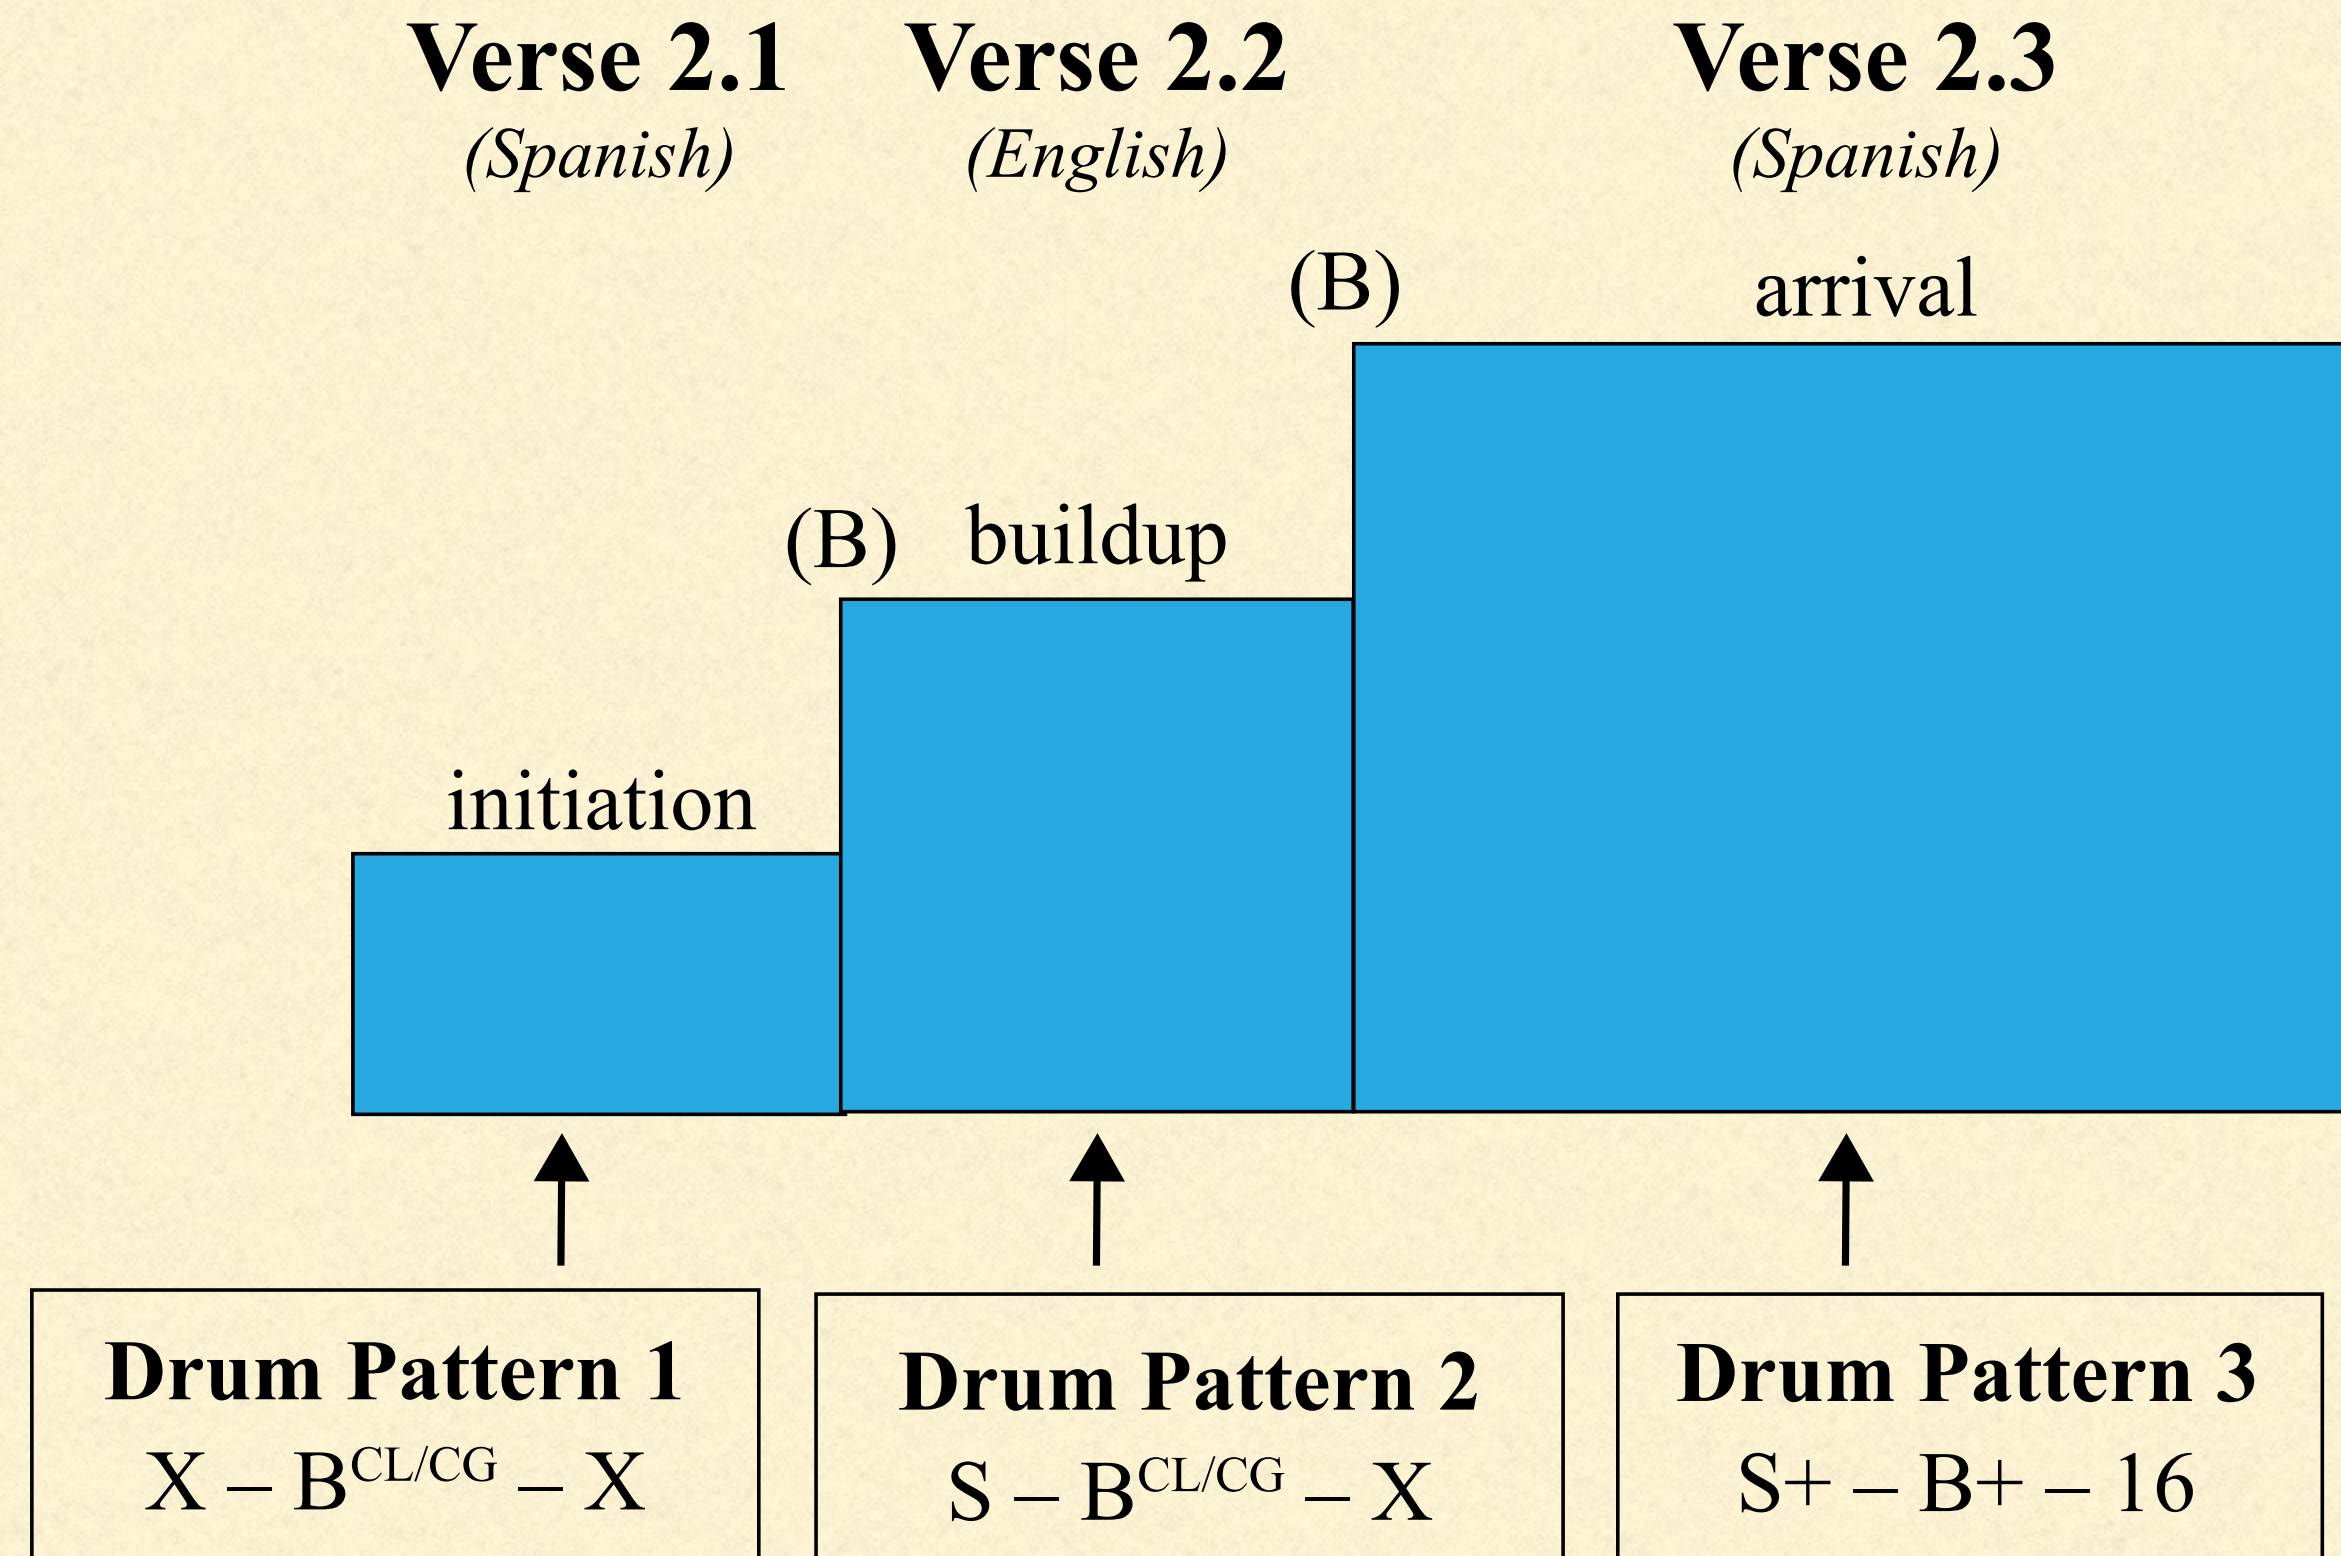 Verse 2.1 Verse 2.2 Verse 2.3
(Spanish) (English) (Spanish)
(B) arrival
(B) buildup
initiation
Drum Pattern 1
X – B^CL/CG – X
Drum Pattern 2
S – B^CL/CG – X
Drum Pattern 3
S+ – B+ – 16